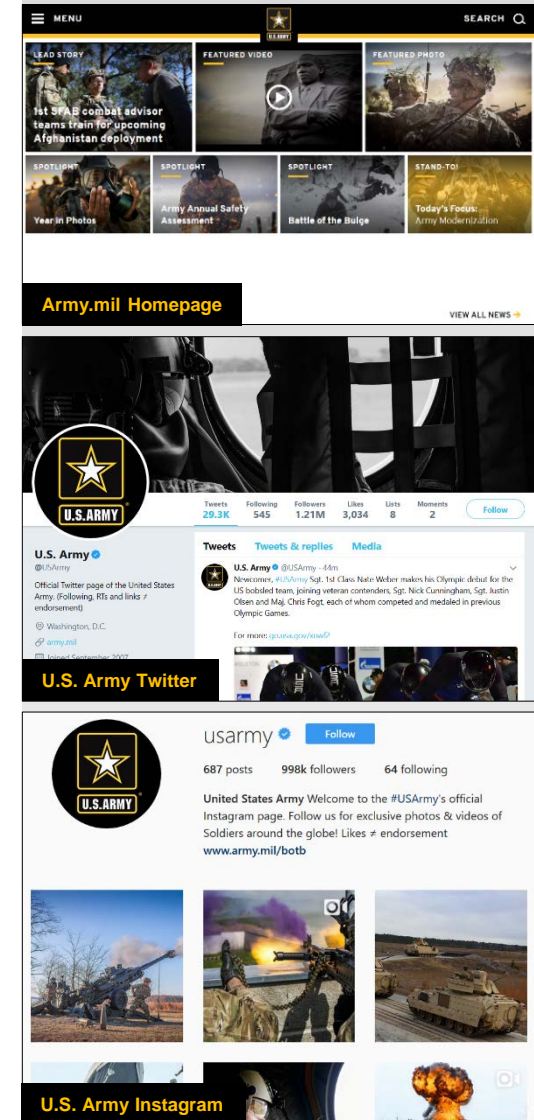 MENU
U.S.ARMY
SEARCH
LEAD STORY
1st SFAB combat advisor
teams train for upcoming
Afghanistan deployment
FEATURED VIDEO
FEATURED PHOTO
SPOTLIGHT
Year in Photos
SPOTLIGHT
Army Annual Safety
Assessment
SPOTLIGHT
Battle of the Bulge
STAND-TO!
Today's Focus:
Army Modernization
Army.mil Homepage
VIEW ALL NEWS →
U.S.ARMY
Tweets Following Followers Likes Lists Moments
29.3K 545 1.21M 3,034 8 2
Follow
U.S. Army
@USArmy
Official Twitter page of the United States
Army. (Following, RTs and links ≠
endorsement)
Washington, D.C.
army.mil
Joined September 2007
Tweets Tweets & replies Media
U.S. Army @USArmy · 44m
Newcomer, #USArmy Sgt. 1st Class Nate Weber makes his Olympic debut for the
US bobsled team, joining veteran contenders, Sgt. Nick Cunningham, Sgt. Justin
Olsen and Maj. Chris Fogt, each of whom competed and medaled in previous
Olympic Games.
For more:
U.S. Army Twitter
U.S.ARMY
usarmy Follow
687 posts 998k followers 64 following
United States Army Welcome to the #USArmy's official
Instagram page. Follow us for exclusive photos & videos of
Soldiers around the globe! Likes ≠ endorsement
www.army.mil/botb
U.S. Army Instagram